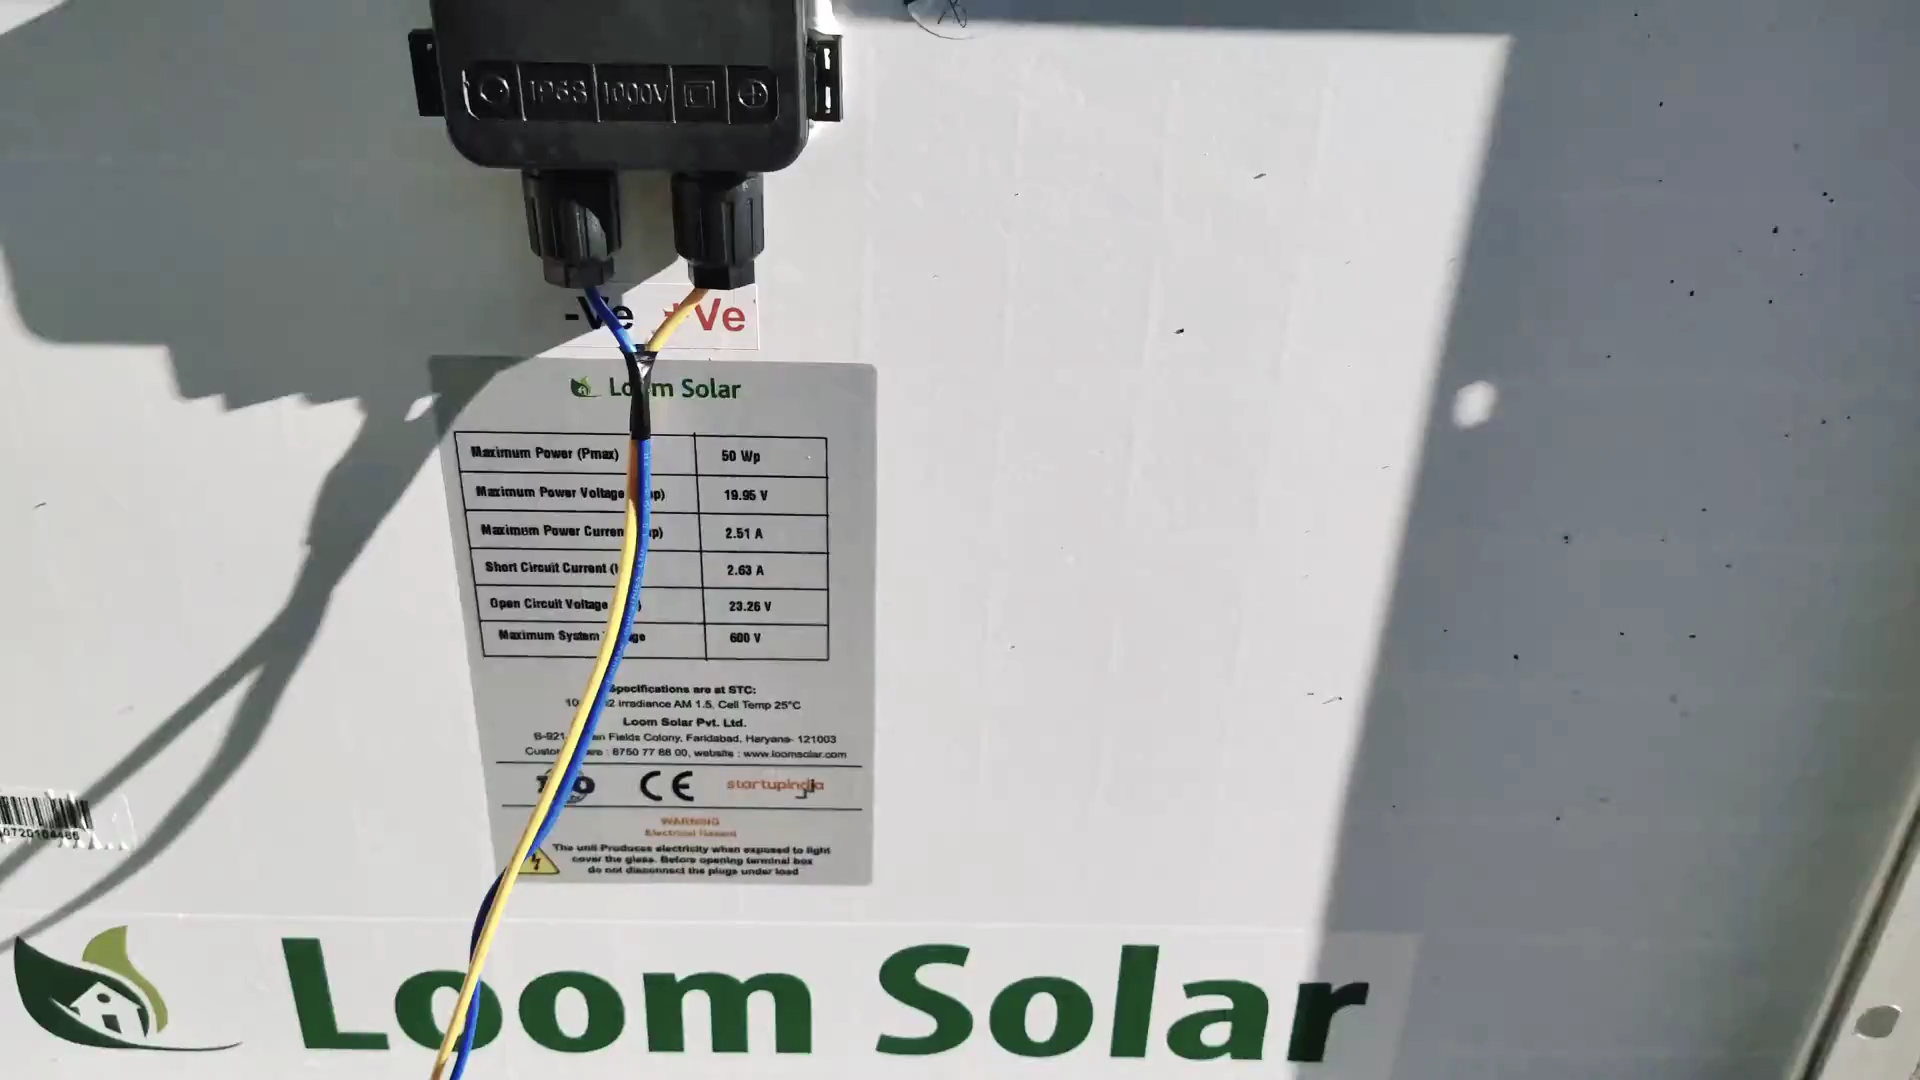 IP68 1000V
-Ve +Ve
Loom Solar
Maximum Power (Pmax) 50 Wp
Maximum Power Voltage 19.95 V
Maximum Power 2.51 A
Short Circuit Current 2.63 A
Open Circuit Voltage 23.26 V
Maximum System 600 V
Specifications are at STC:
irradiance AM 1.5, Cell Temp 25°C
Loom Solar Pvt. Ltd.
Fields Colony, Faridabad, Haryana- 121003
8750 77 88 00, website : www.loomsolar.com
CE startupindia
WARNING
Electrical Hazard
The unit Produces electricity when exposed to light
cover the glass. Before opening terminal box
do not disconnect the plugs under load
Loom Solar